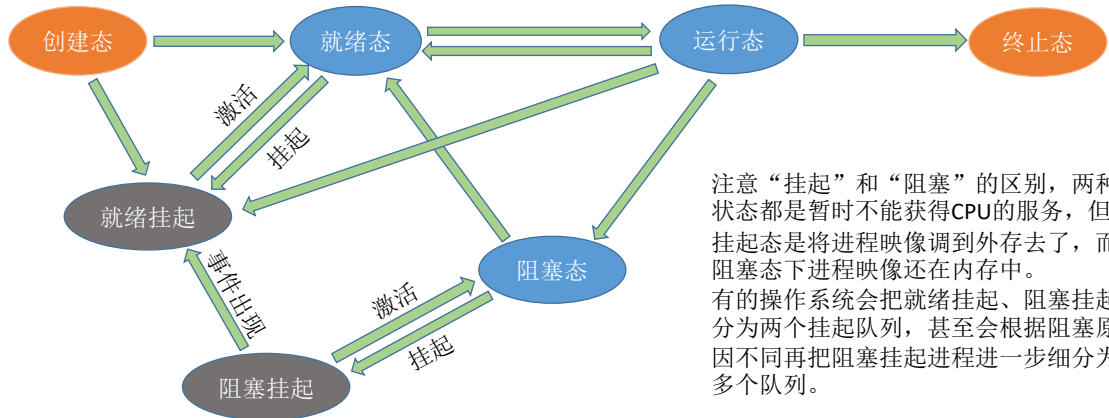 创建态
就绪态
运行态
终止态
激活
挂起
就绪挂起
事件出现
阻塞态
激活
挂起
阻塞挂起
注意“挂起”和“阻塞”的区别，两种
状态都是暂时不能获得CPU的服务，但
挂起态是将进程映像调到外存去了，而
阻塞态下进程映像还在内存中。
有的操作系统会把就绪挂起、阻塞挂起
分为两个挂起队列，甚至会根据阻塞原
因不同再把阻塞挂起进程进一步细分为
多个队列。